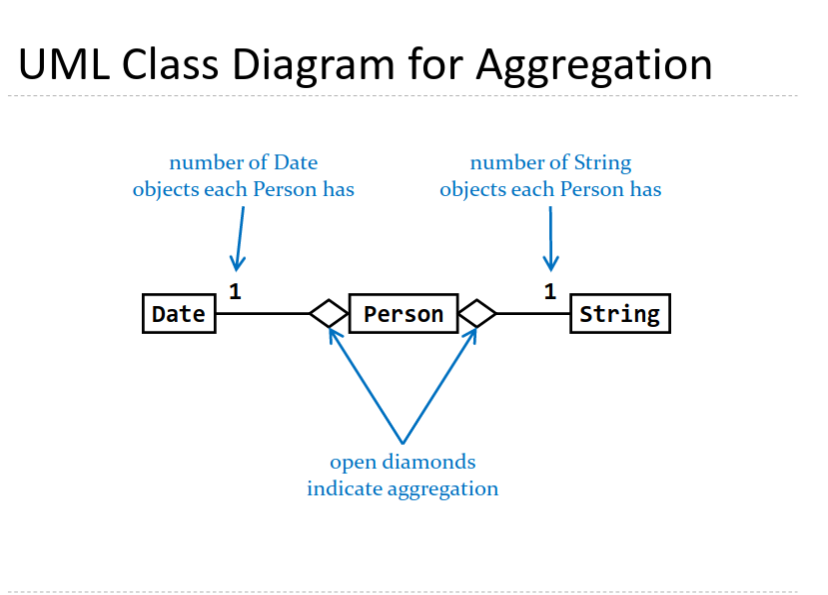 UML Class Diagram for Aggregation
number of Date
objects each Person has
number of String
objects each Person has
1
1
Date
Person
String
open diamonds
indicate aggregation